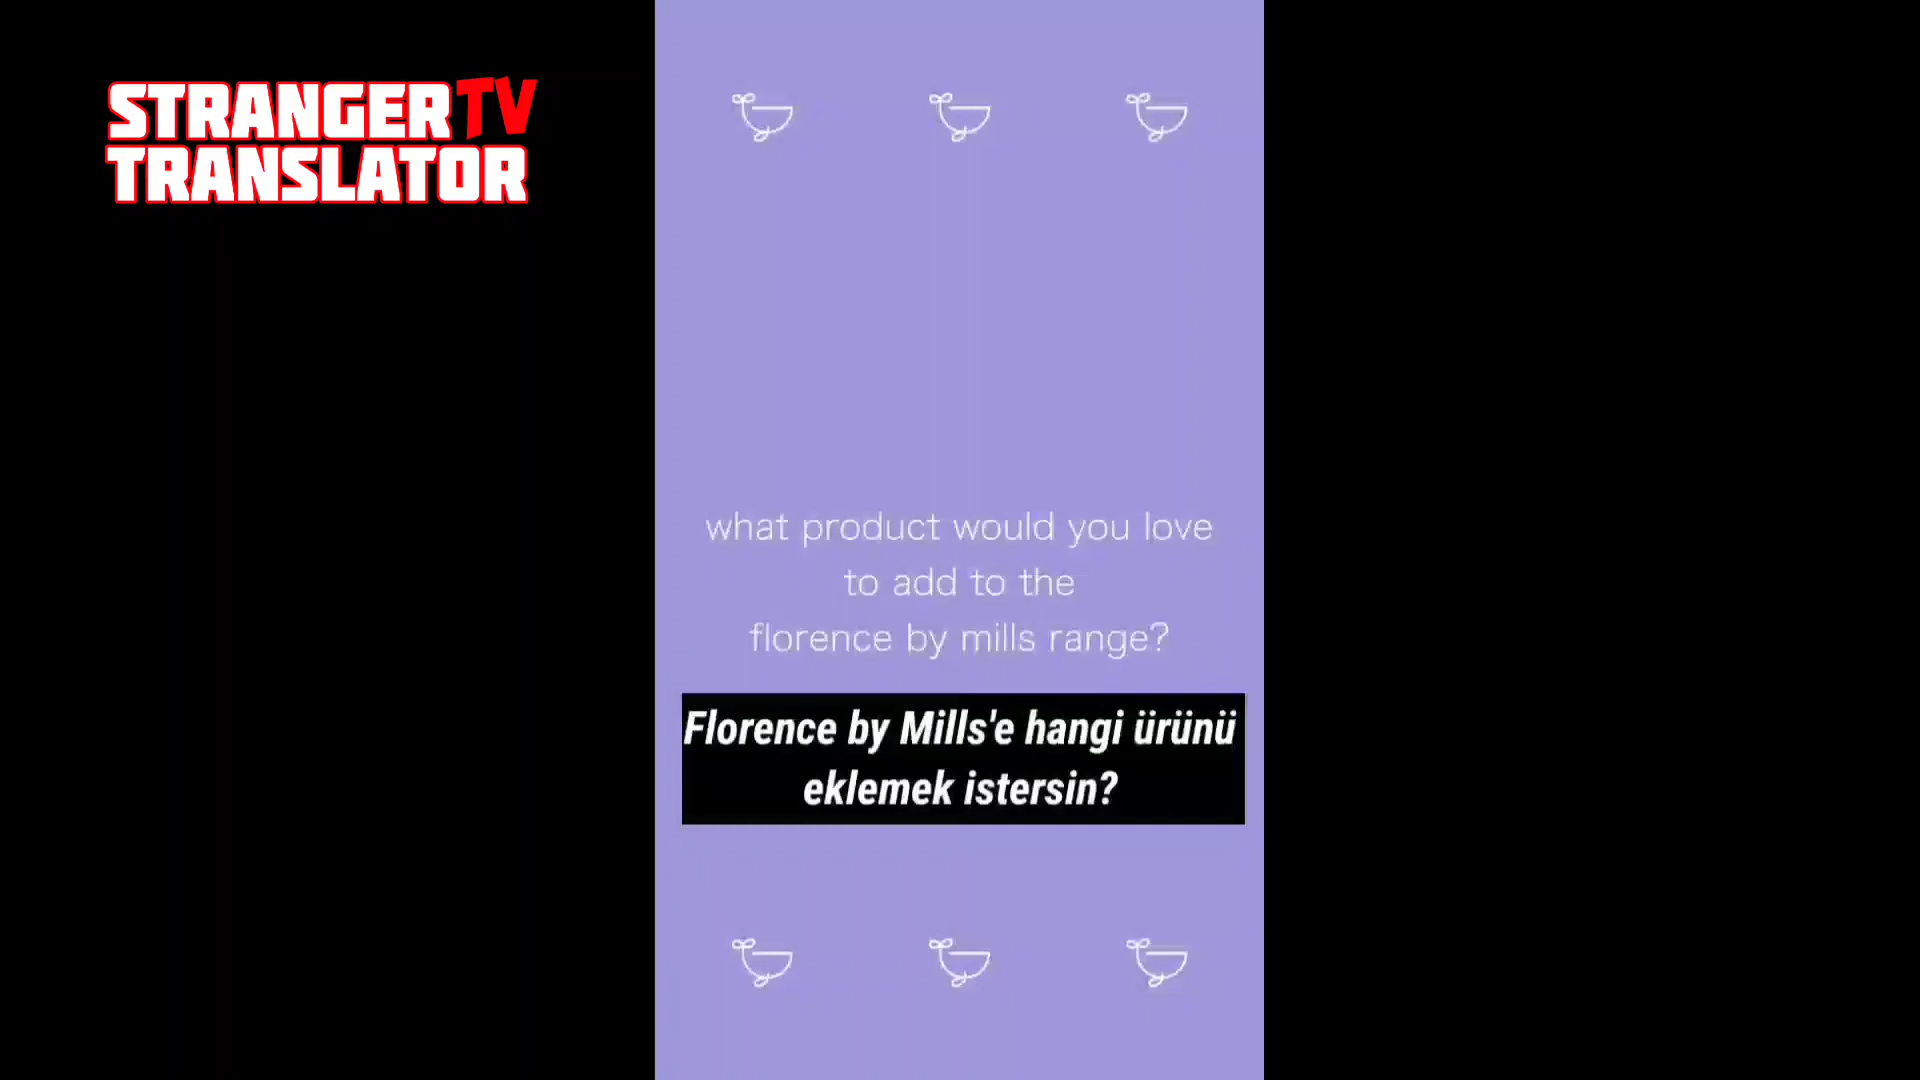 STRANGER TV
TRANSLATOR
what product would you love
to add to the
florence by mills range?
Florence by Mills'e hangi ürünü
eklemek istersin?